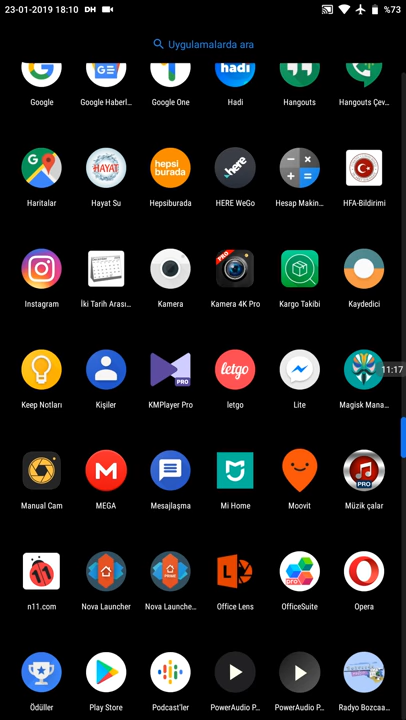 23-01-2019 18:10 DH %73
Uygulamalarda ara
hadi
Google Google Haberl... Google One Hadi Hangouts Hangouts Çev...
G HAYAT hepsi burada here
Haritalar Hayat Su Hepsiburada HERE WeGo Hesap Makin... HFA-Bildirimi
PRO
Instagram İki Tarih Arası... Kamera Kamera 4K Pro Kargo Takibi Kaydedici
PRO letgo 11:17
Keep Notları Kişiler KMPlayer Pro letgo Lite Magisk Mana...
M PRO
Manual Cam MEGA Mesajlaşma Mi Home Moovit Müzik çalar
11 PRIME L pro
n11.com Nova Launcher Nova Launche... Office Lens OfficeSuite Opera
Ödüller Play Store Podcast'ler PowerAudio P... PowerAudio P... Radyo Bozcaa...